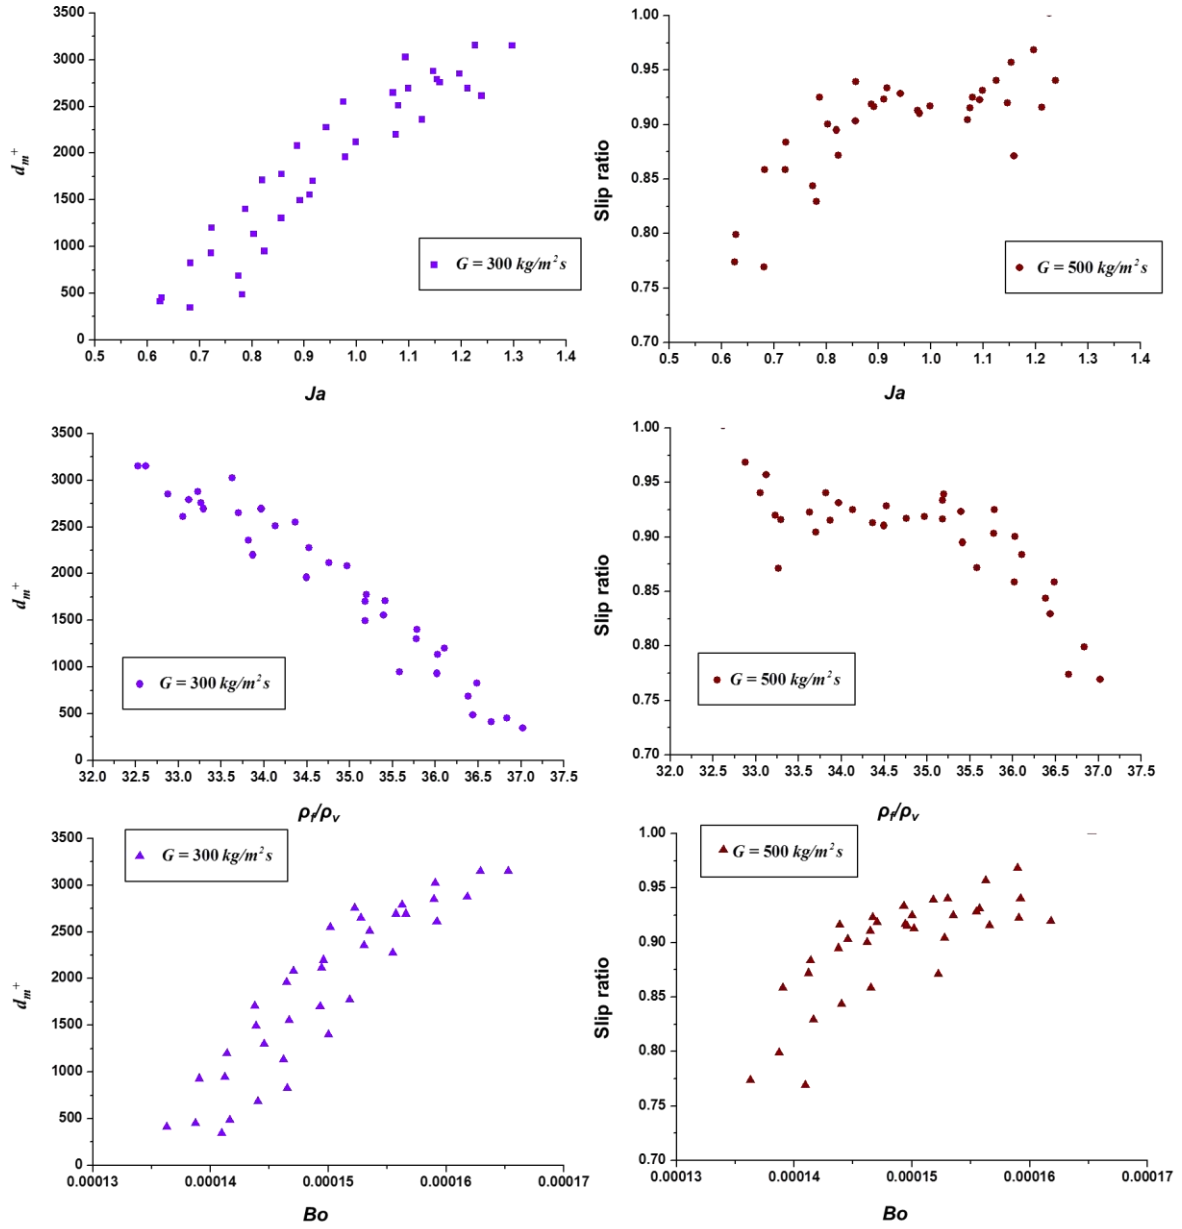 3500
3000
2500
2000
1500
1000
500
0
d_m^+
0.5 0.6 0.7 0.8 0.9 1.0 1.1 1.2 1.3 1.4
Ja
G = 300 kg/m²s
1.00
0.95
0.90
0.85
0.80
0.75
0.70
Slip ratio
0.5 0.6 0.7 0.8 0.9 1.0 1.1 1.2 1.3 1.4
Ja
G = 500 kg/m²s
3500
3000
2500
2000
1500
1000
500
0
d_m^+
32.0 32.5 33.0 33.5 34.0 34.5 35.0 35.5 36.0 36.5 37.0 37.5
ρ_f/ρ_v
G = 300 kg/m²s
1.00
0.95
0.90
0.85
0.80
0.75
0.70
Slip ratio
32.0 32.5 33.0 33.5 34.0 34.5 35.0 35.5 36.0 36.5 37.0 37.5
ρ_f/ρ_v
G = 500 kg/m²s
3500
3000
2500
2000
1500
1000
500
0
d_m^+
0.00013 0.00014 0.00015 0.00016 0.00017
Bo
G = 300 kg/m²s
1.00
0.95
0.90
0.85
0.80
0.75
0.70
Slip ratio
0.00013 0.00014 0.00015 0.00016 0.00017
Bo
G = 500 kg/m²s